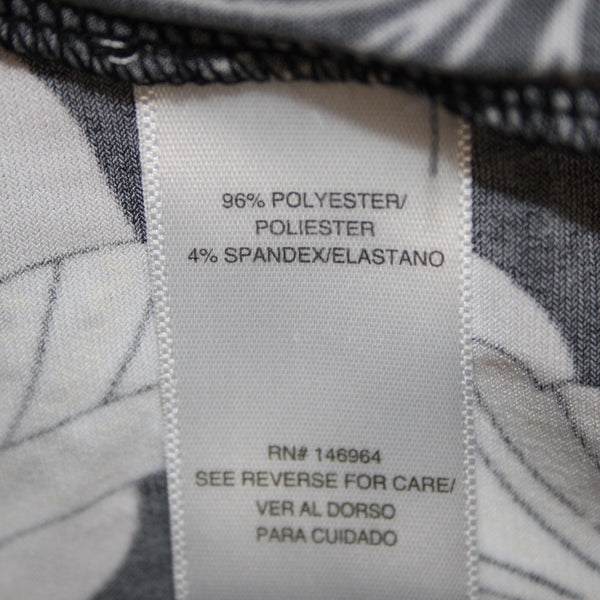 96% POLYESTER/
POLIESTER
4% SPANDEX/ELASTANO
RN# 146964
SEE REVERSE FOR CARE/
VER AL DORSO
PARA CUIDADO